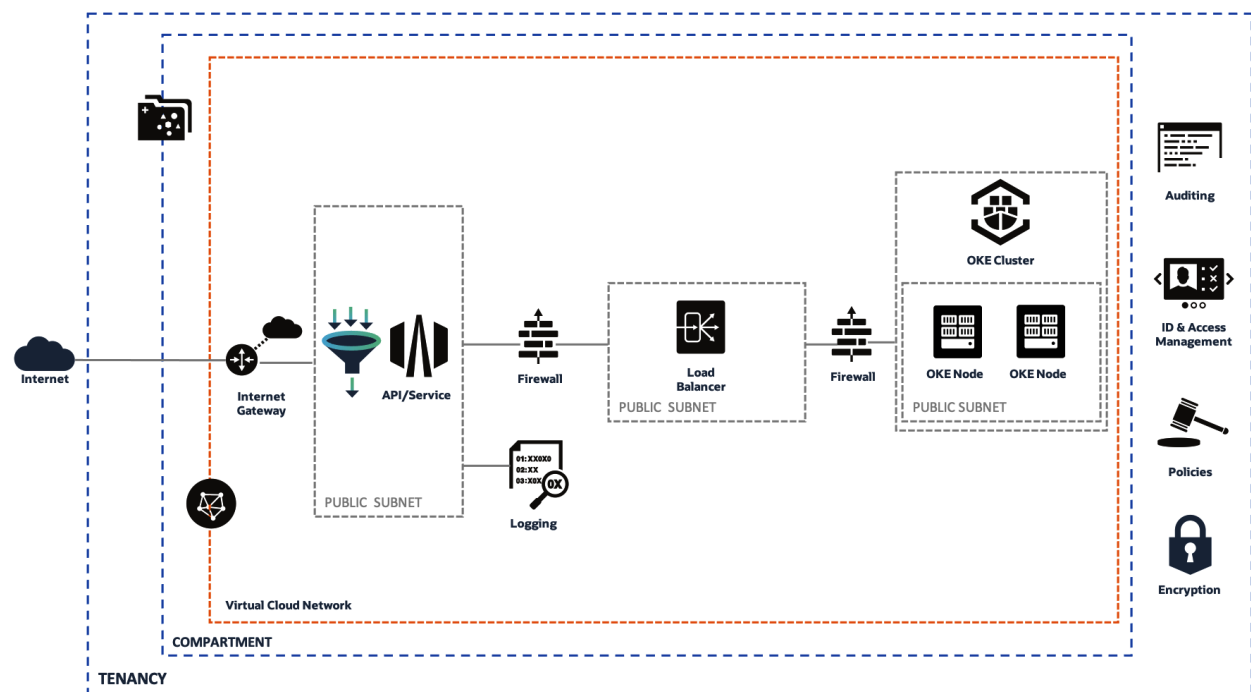 Internet
Internet
Gateway
API/Service
PUBLIC SUBNET
Firewall
01:XX0X0
02:XX
03:X0X
0X
Logging
Load
Balancer
PUBLIC SUBNET
Firewall
OKE Cluster
OKE Node
OKE Node
PUBLIC SUBNET
Auditing
ID & Access
Management
Policies
Encryption
Virtual Cloud Network
COMPARTMENT
TENANCY